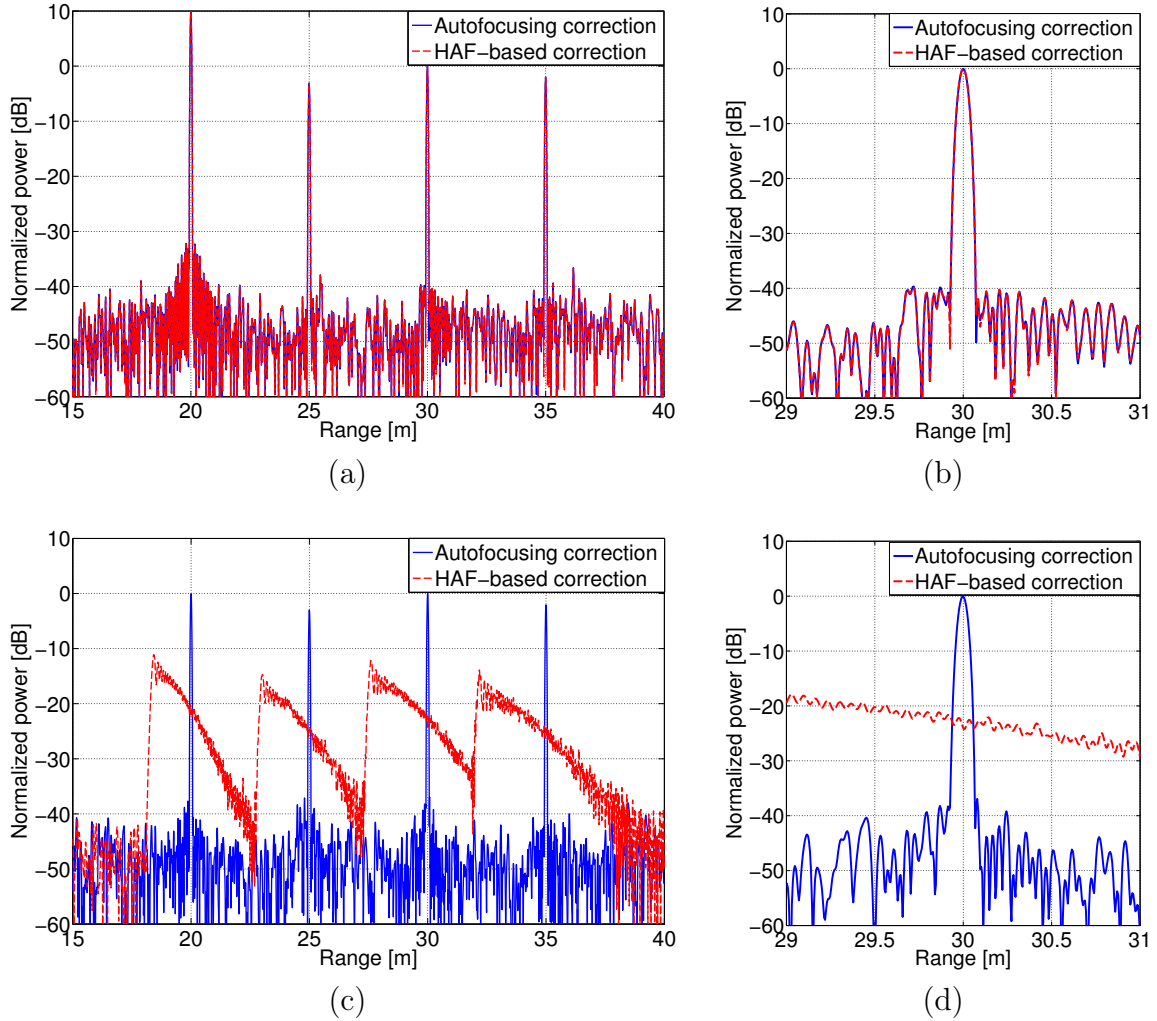 Autofocusing correction
HAF−based correction
Normalized power [dB]
10
0
−10
−20
−30
−40
−50
−60
15
20
25
30
35
40
Range [m]
(a)
Autofocusing correction
HAF−based correction
Normalized power [dB]
10
0
−10
−20
−30
−40
−50
−60
29
29.5
30
30.5
31
Range [m]
(b)
Autofocusing correction
HAF−based correction
Normalized power [dB]
10
0
−10
−20
−30
−40
−50
−60
15
20
25
30
35
40
Range [m]
(c)
Autofocusing correction
HAF−based correction
Normalized power [dB]
10
0
−10
−20
−30
−40
−50
−60
29
29.5
30
30.5
31
Range [m]
(d)